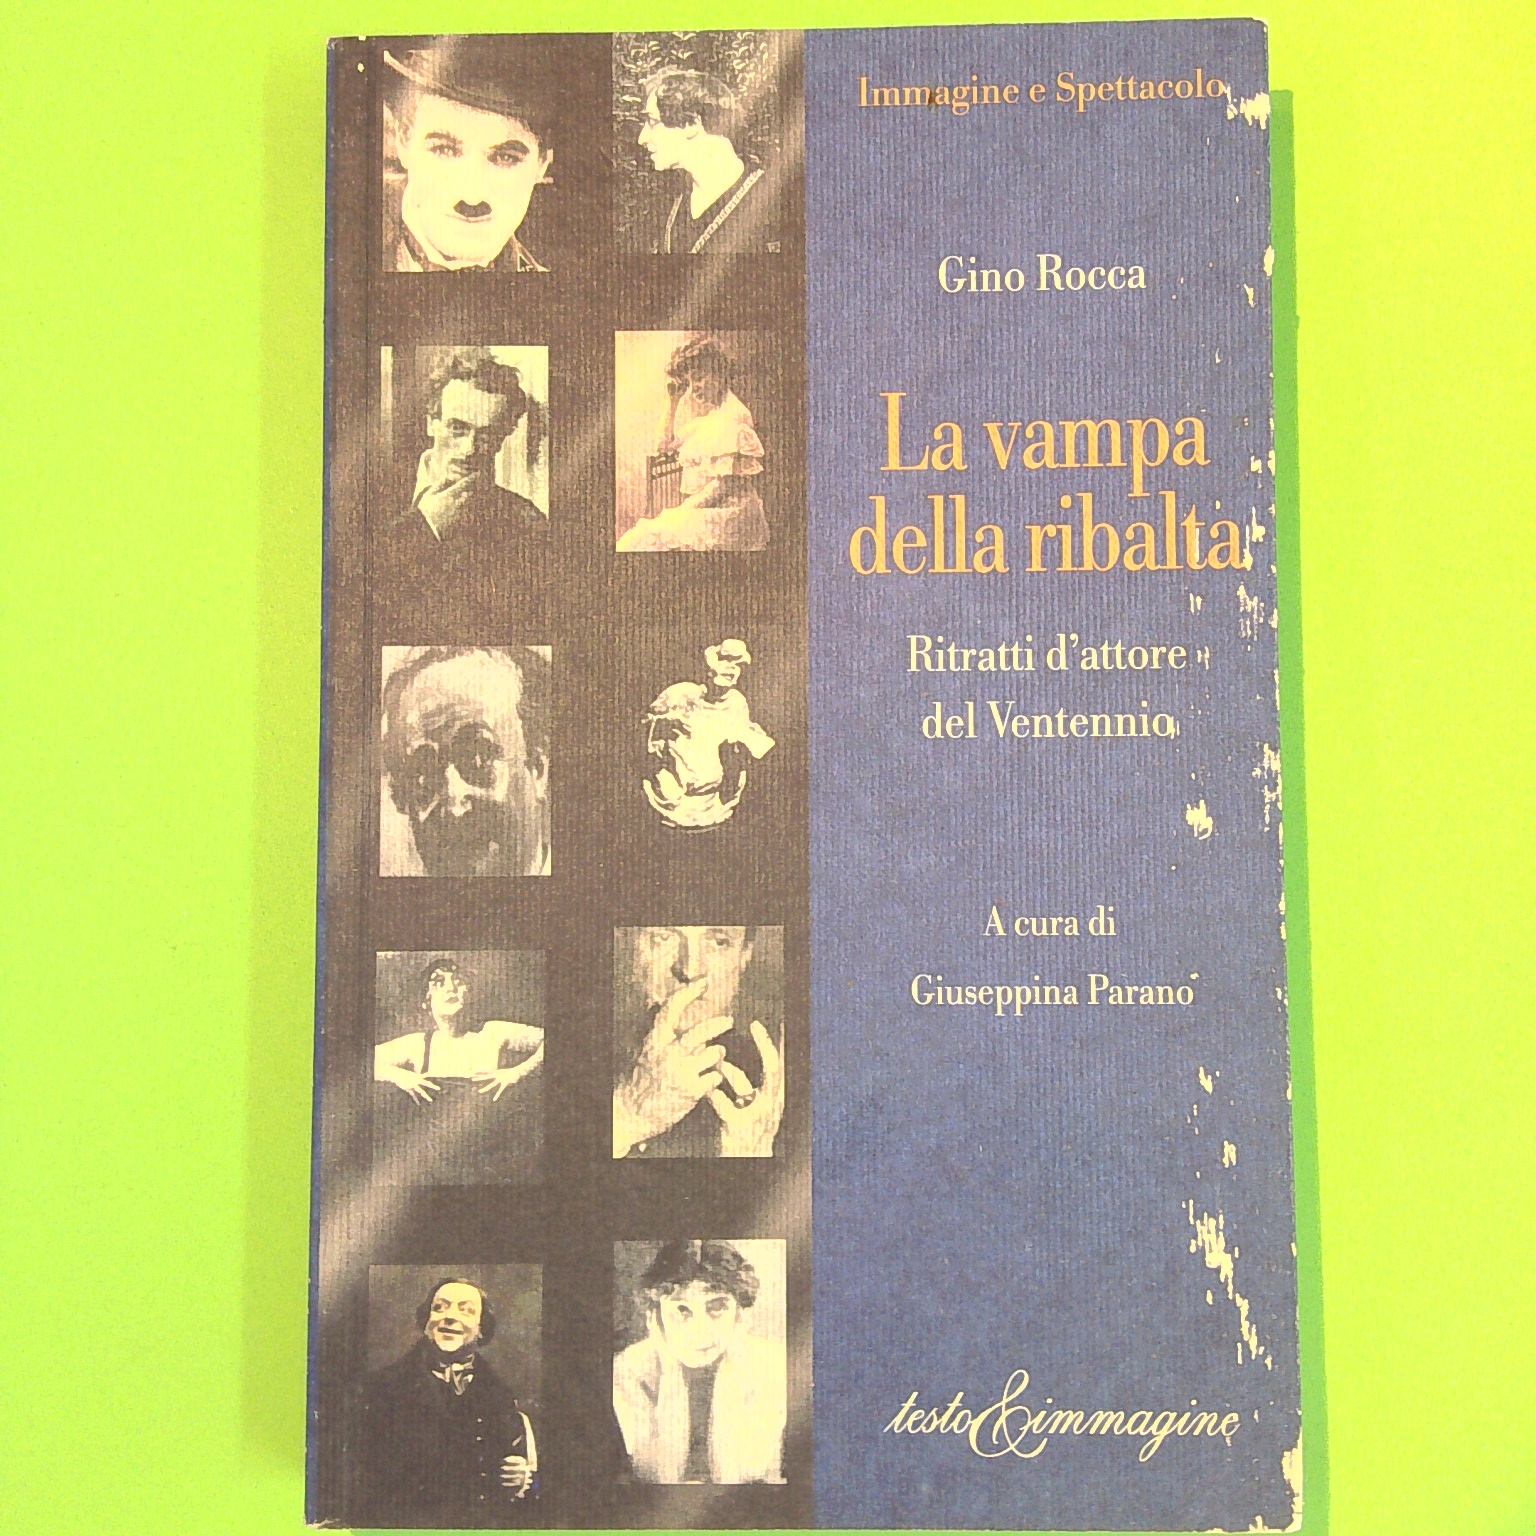 Immagine e Spettacolo
Gino Rocca
La vampa
della ribalta
Ritratti d'attore
del Ventennio
A cura di
Giuseppina Parano
testo&immagine